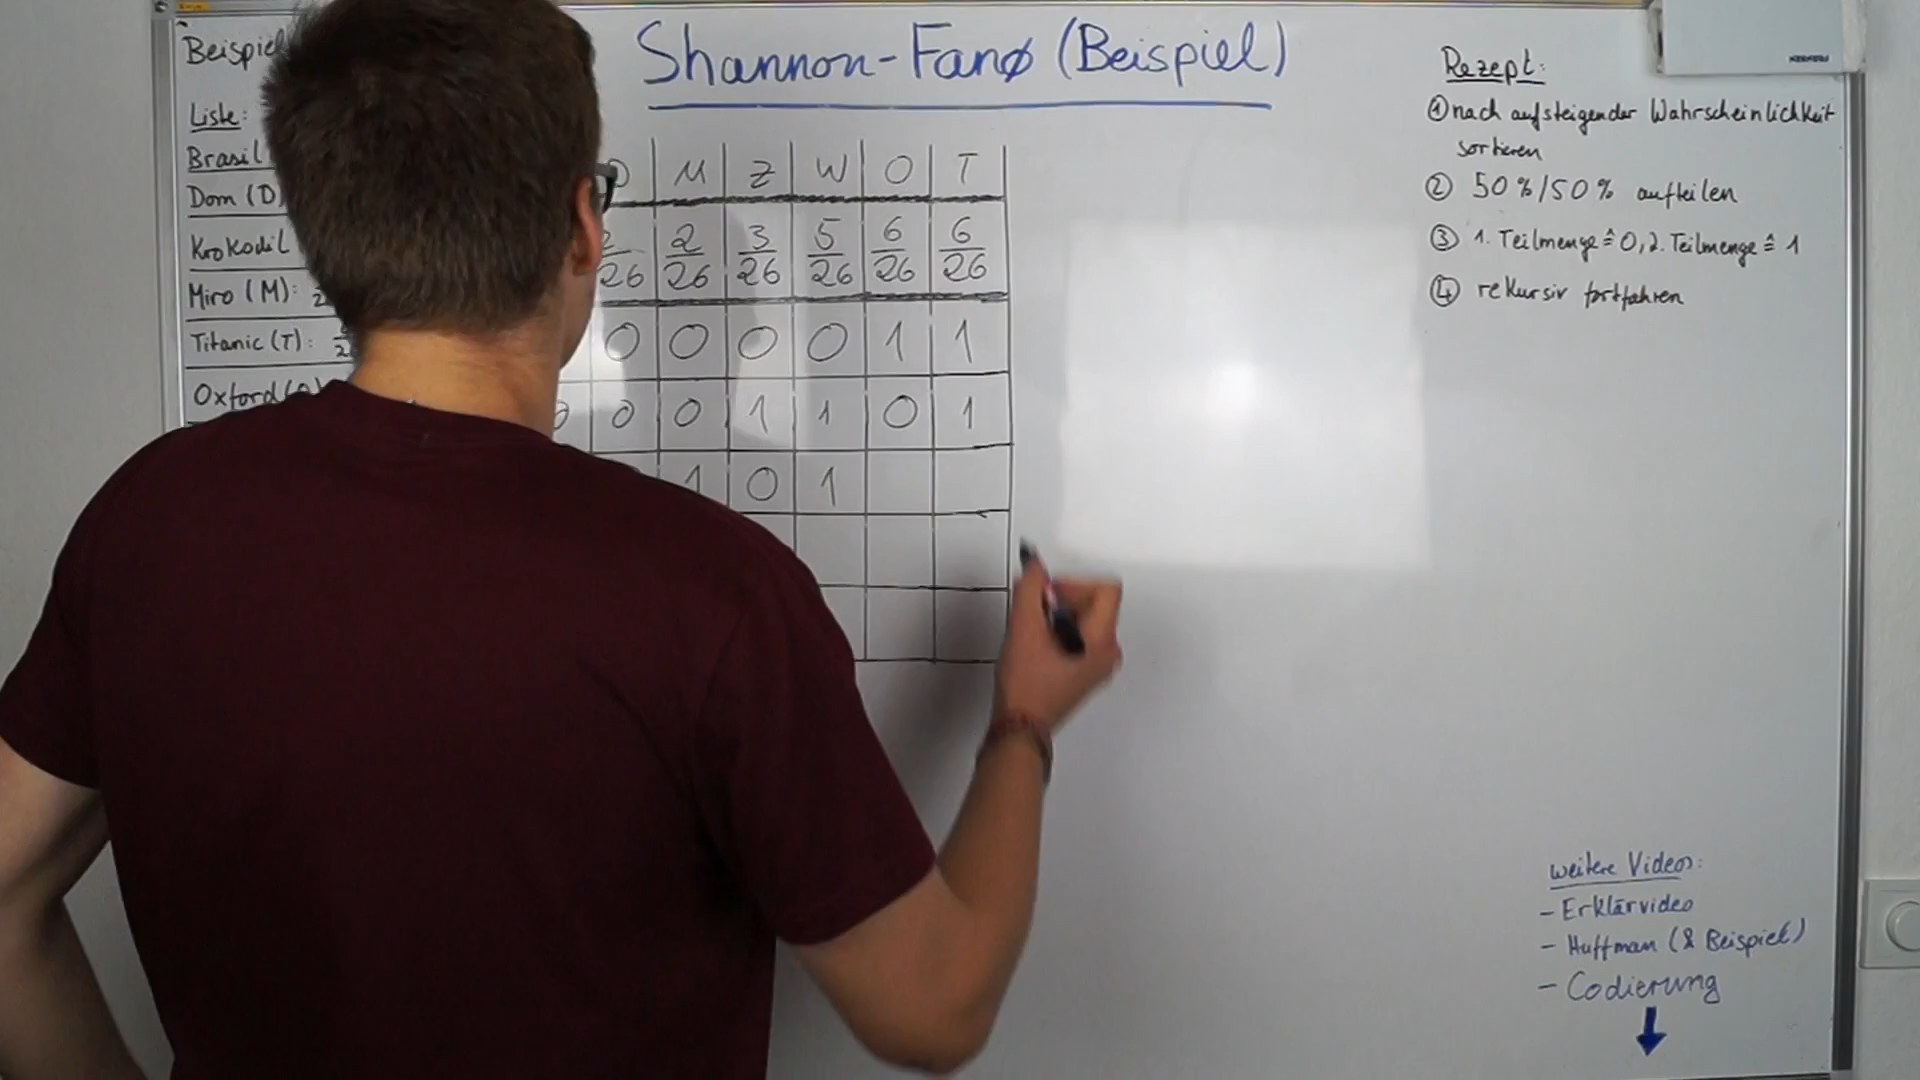 Shannon-Fano (Beispiel)
Beispiel
Liste:
Brasil
Dom (D)
Krokodil
Miro (M):
Titanic (T):
Oxford (O)
D M Z W O T
2/26 2/26 3/26 5/26 6/26 6/26
0 0 0 0 1 1
0 0 0 1 1 0 1
1 0 1
Rezept:
① nach aufsteigender Wahrscheinlichkeit
sortieren
② 50%/50% aufteilen
③ 1. Teilmenge ≙ 0, 2. Teilmenge ≙ 1
④ rekursiv fortfahren
weitere Videos:
- Erklärvideo
- Huffman (& Beispiel)
- Codierung